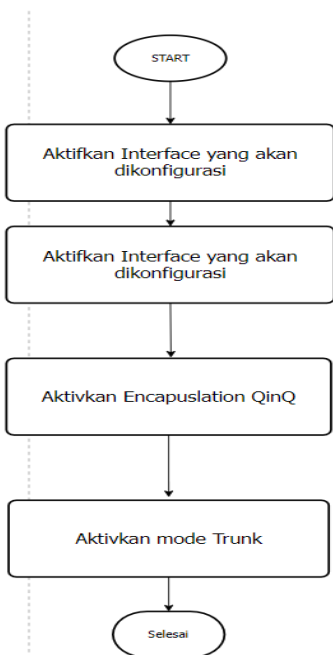 START
Aktifkan Interface yang akan
dikonfigurasi
Aktifkan Interface yang akan
dikonfigurasi
Aktivkan Encapuslation QinQ
Aktivkan mode Trunk
Selesai